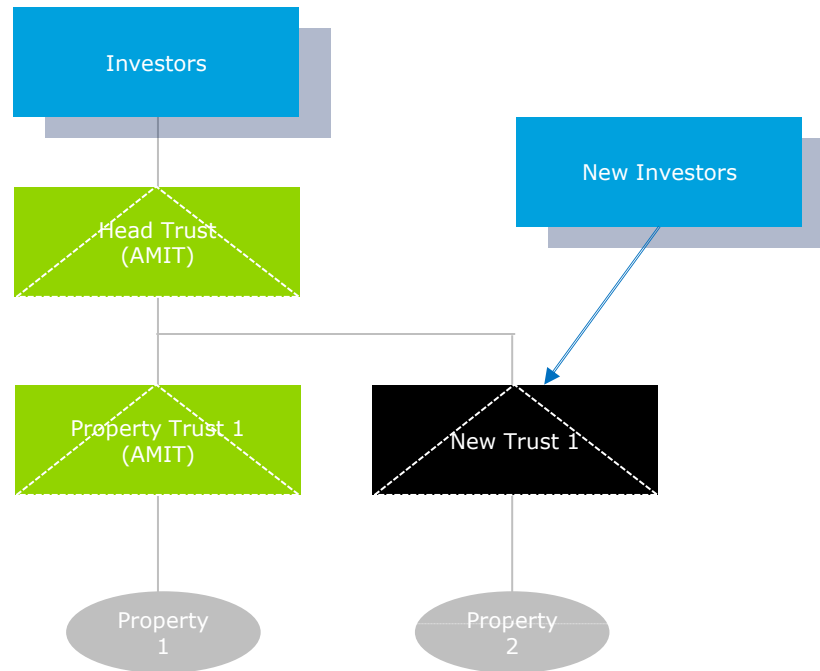 Investors
New Investors
Head Trust
(AMIT)
Property Trust 1
(AMIT)
New Trust 1
Property
1
Property
2